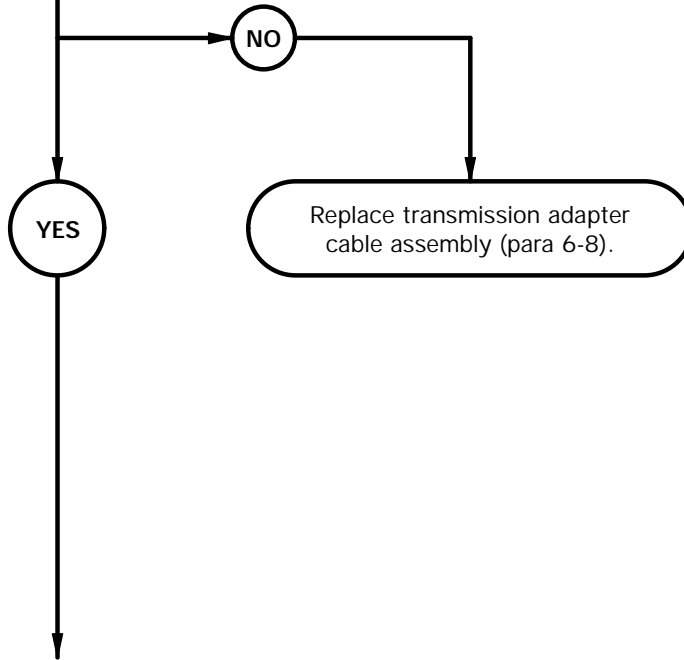 NO
YES
Replace transmission adapter
cable assembly (para 6-8).